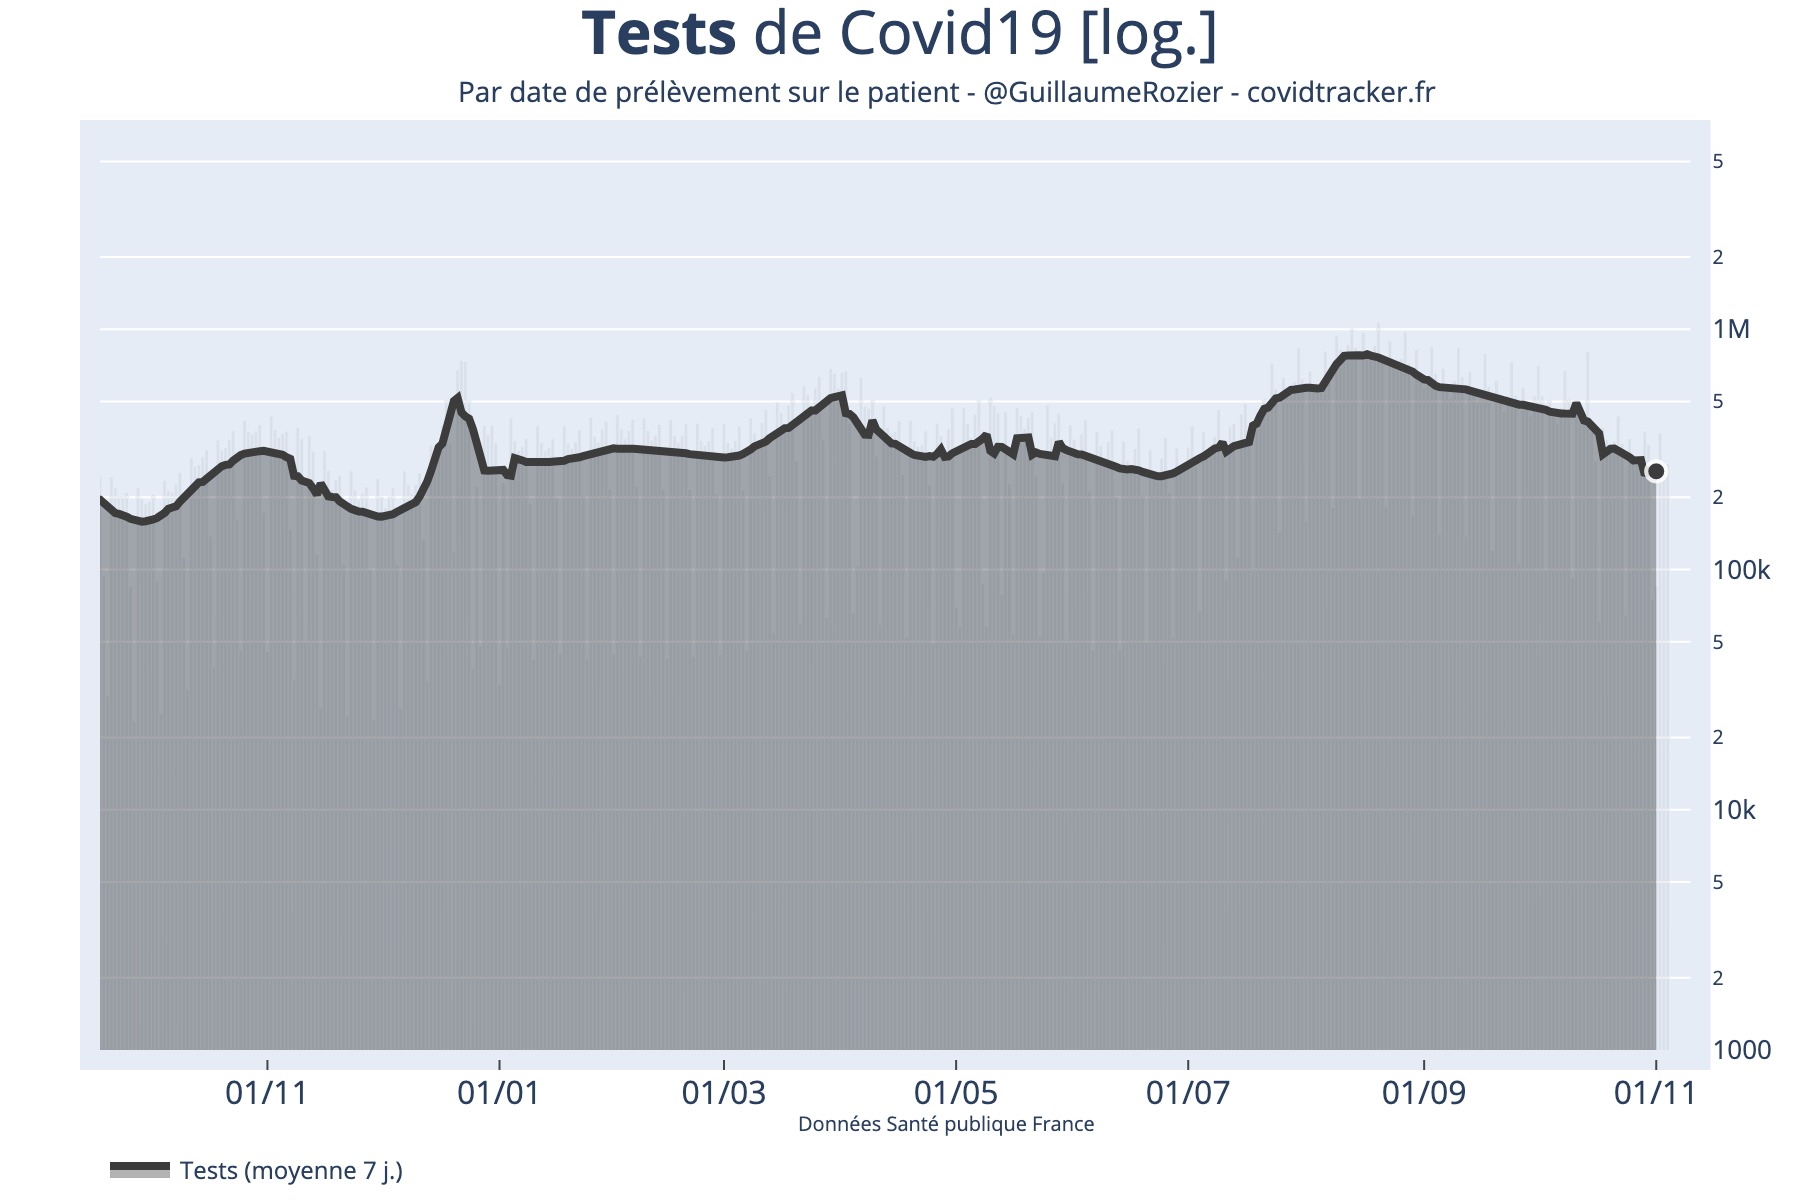 Tests de Covid19 [log.]
Par date de prélèvement sur le patient - @GuillaumeRozier - covidtracker.fr
5
2
1M
5
2
100k
5
2
10k
5
2
1000
01/11 01/01 01/03 01/05 01/07 01/09 01/11
Données Santé publique France
Tests (moyenne 7 j.)